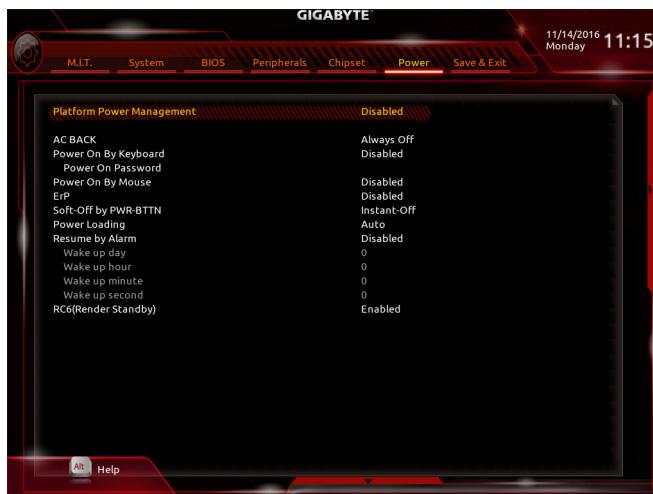 GIGABYTE™
11/14/2016 11:15
Monday
M.I.T. System BIOS Peripherals Chipset Power Save & Exit
Platform Power Management Disabled
AC BACK Always Off
Power On By Keyboard Disabled
Power On Password
Power On By Mouse Disabled
ErP Disabled
Soft-Off by PWR-BTTN Instant-Off
Power Loading Auto
Resume by Alarm Disabled
Wake up day 0
Wake up hour 0
Wake up minute 0
Wake up second 0
RC6(Render Standby) Enabled
Alt Help